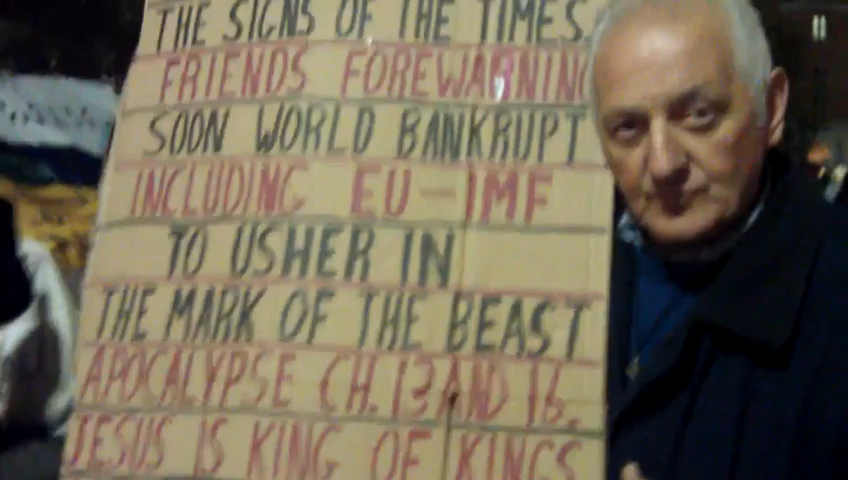 THE SIGNS OF THE TIMES.
FRIENDS FOREWARNING
SOON WORLD BANKRUPT
INCLUDING EU - IMF
TO USHER IN
THE MARK OF THE BEAST
APOCALYPSE CH. 13 AND 16.
JESUS IS KING OF KINGS